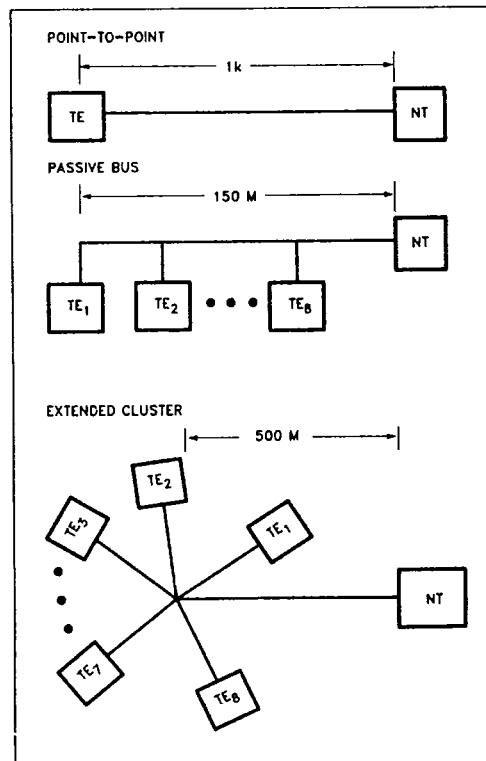 POINT-TO-POINT
1k
TE
NT
PASSIVE BUS
150 M
NT
TE1
TE2
TE8
EXTENDED CLUSTER
500 M
TE2
TE3
TE1
NT
TE7
TE8